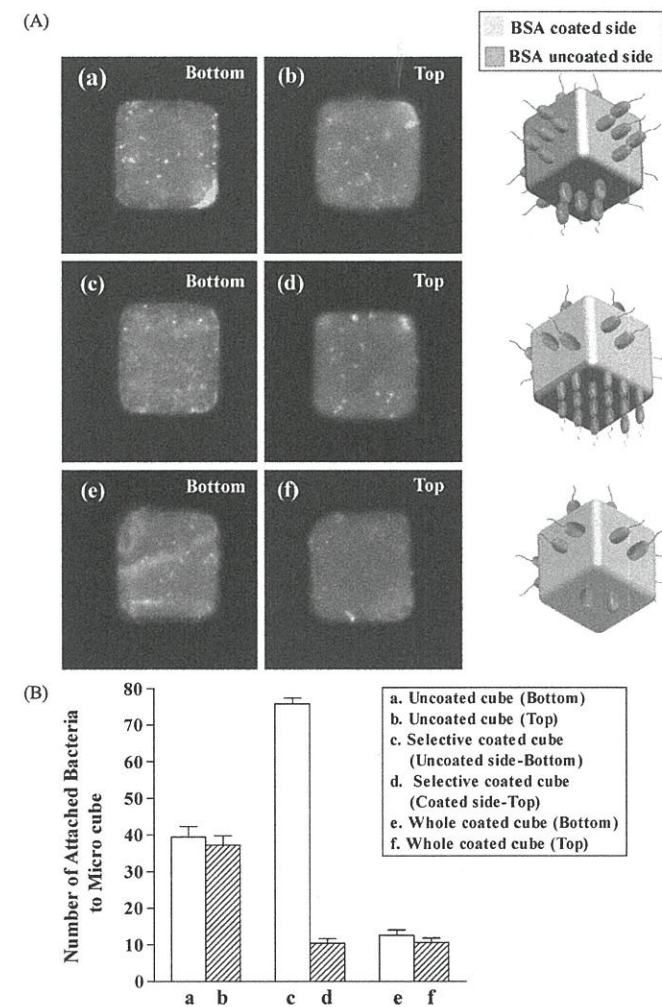 (A)
BSA coated side
BSA uncoated side
(a) Bottom
(b) Top
(c) Bottom
(d) Top
(e) Bottom
(f) Top
(B)
Number of Attached Bacteria
to Micro cube
80
70
60
50
40
30
20
10
0
a b c d e f
a. Uncoated cube (Bottom)
b. Uncoated cube (Top)
c. Selective coated cube
(Uncoated side-Bottom)
d. Selective coated cube
(Coated side-Top)
e. Whole coated cube (Bottom)
f. Whole coated cube (Top)